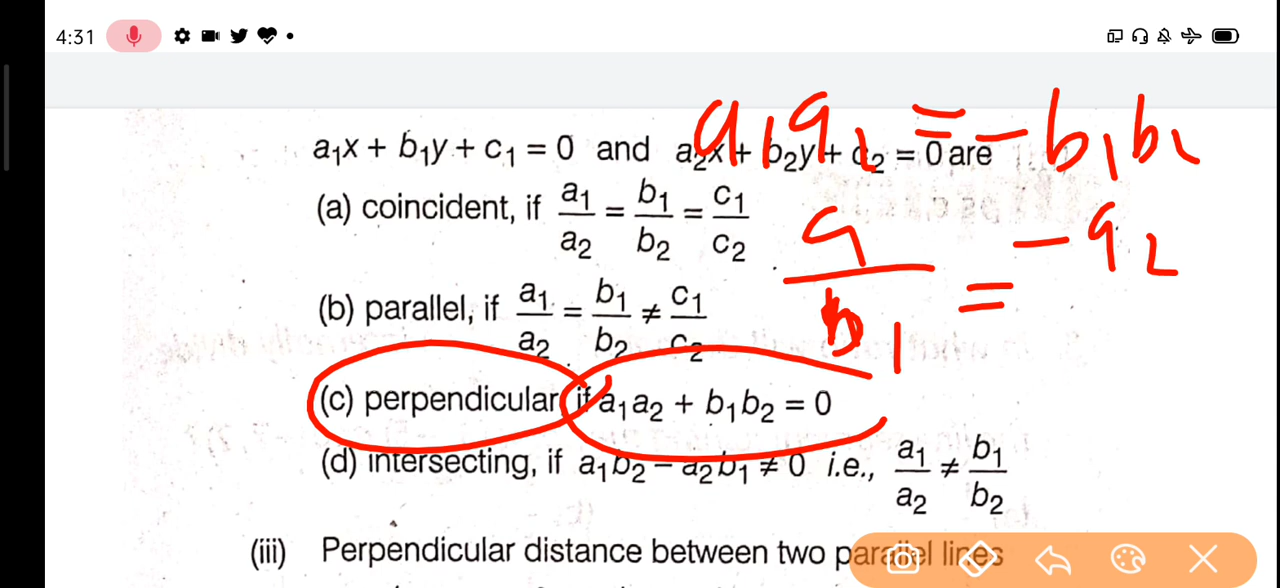 4:31
a₁x + b₁y + c₁ = 0 and a₂x + b₂y + c₂ = 0 are
a₁a₂ = − b₁b₂
(a) coincident, if a₁/a₂ = b₁/b₂ = c₁/c₂
a/b₁ = −a₂
(b) parallel, if a₁/a₂ = b₁/b₂ ≠ c₁/c₂
(c) perpendicular if a₁a₂ + b₁b₂ = 0
(d) intersecting, if a₁b₂ − a₂b₁ ≠ 0 i.e., a₁/a₂ ≠ b₁/b₂
(iii) Perpendicular distance between two parallel lines